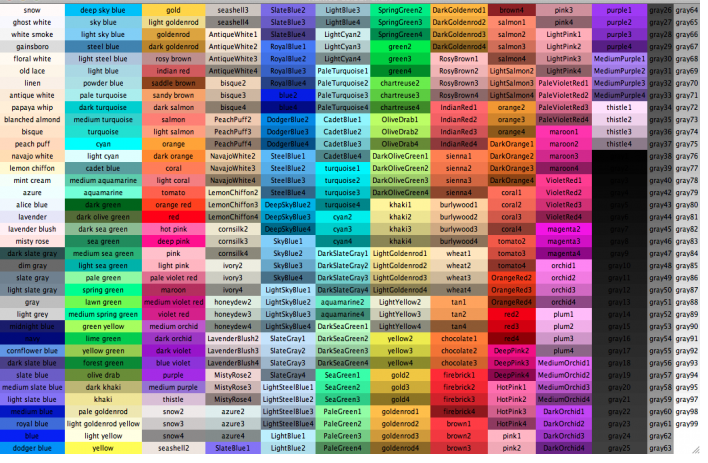 snow
ghost white
white smoke
gainsboro
floral white
old lace
linen
antique white
papaya whip
blanched almond
bisque
peach puff
navajo white
lemon chiffon
mint cream
azure
alice blue
lavender
lavender blush
misty rose
dark slate gray
dim gray
slate gray
light slate gray
gray
light grey
midnight blue
cornflower blue
dark slate blue
slate blue
medium slate blue
light slate blue
medium blue
royal blue
blue
dodger blue
deep sky blue
sky blue
light sky blue
steel blue
light steel blue
light blue
powder blue
pale turquoise
dark turquoise
medium turquoise
turquoise
cyan
light cyan
cadet blue
medium aquamarine
aquamarine
dark green
dark olive green
dark sea green
sea green
medium sea green
light sea green
pale green
spring green
lawn green
medium spring green
green yellow
lime green
yellow green
forest green
olive drab
dark khaki
khaki
pale goldenrod
light goldenrod yellow
light yellow
yellow
gold
light goldenrod
goldenrod
dark goldenrod
rosy brown
indian red
saddle brown
sandy brown
dark salmon
salmon
light salmon
orange
dark orange
coral
light coral
tomato
orange red
red
hot pink
deep pink
pink
light pink
pale violet red
maroon
medium violet red
violet red
medium orchid
dark orchid
dark violet
blue violet
purple
medium purple
thistle
snow2
snow3
snow4
seashell2
seashell3
seashell4
AntiqueWhite1
AntiqueWhite2
AntiqueWhite3
AntiqueWhite4
bisque2
bisque3
bisque4
PeachPuff2
PeachPuff3
PeachPuff4
NavajoWhite2
NavajoWhite3
NavajoWhite4
LemonChiffon2
LemonChiffon3
LemonChiffon4
cornsilk2
cornsilk3
cornsilk4
ivory2
ivory3
ivory4
honeydew2
honeydew3
honeydew4
LavenderBlush2
LavenderBlush3
LavenderBlush4
MistyRose2
MistyRose3
MistyRose4
azure2
azure3
azure4
SlateBlue1
SlateBlue2
SlateBlue3
SlateBlue4
RoyalBlue1
RoyalBlue2
RoyalBlue3
RoyalBlue4
blue2
blue4
DodgerBlue2
DodgerBlue3
DodgerBlue4
SteelBlue1
SteelBlue2
SteelBlue3
SteelBlue4
DeepSkyBlue2
DeepSkyBlue3
DeepSkyBlue4
SkyBlue1
SkyBlue2
SkyBlue3
SkyBlue4
LightSkyBlue1
LightSkyBlue2
LightSkyBlue3
LightSkyBlue4
SlateGray1
SlateGray2
SlateGray3
SlateGray4
LightSteelBlue1
LightSteelBlue2
LightSteelBlue3
LightSteelBlue4
LightBlue1
LightBlue2
LightBlue3
LightBlue4
LightCyan2
LightCyan3
LightCyan4
PaleTurquoise1
PaleTurquoise2
PaleTurquoise3
PaleTurquoise4
CadetBlue1
CadetBlue2
CadetBlue3
CadetBlue4
turquoise1
turquoise2
turquoise3
turquoise4
cyan2
cyan3
cyan4
DarkSlateGray1
DarkSlateGray2
DarkSlateGray3
DarkSlateGray4
aquamarine2
aquamarine4
DarkSeaGreen1
DarkSeaGreen2
DarkSeaGreen3
DarkSeaGreen4
SeaGreen1
SeaGreen2
SeaGreen3
PaleGreen1
PaleGreen2
PaleGreen3
PaleGreen4
SpringGreen2
SpringGreen3
SpringGreen4
green2
green3
green4
chartreuse2
chartreuse3
chartreuse4
OliveDrab1
OliveDrab2
OliveDrab4
DarkOliveGreen1
DarkOliveGreen2
DarkOliveGreen3
DarkOliveGreen4
khaki1
khaki2
khaki3
khaki4
LightGoldenrod1
LightGoldenrod2
LightGoldenrod3
LightGoldenrod4
LightYellow2
LightYellow3
LightYellow4
yellow2
yellow3
yellow4
gold2
gold3
gold4
goldenrod1
goldenrod2
goldenrod3
goldenrod4
DarkGoldenrod1
DarkGoldenrod2
DarkGoldenrod3
DarkGoldenrod4
RosyBrown1
RosyBrown2
RosyBrown3
RosyBrown4
IndianRed1
IndianRed2
IndianRed3
IndianRed4
sienna1
sienna2
sienna3
sienna4
burlywood1
burlywood2
burlywood3
burlywood4
wheat1
wheat2
wheat3
wheat4
tan1
tan2
tan4
chocolate1
chocolate2
chocolate3
firebrick1
firebrick2
firebrick3
firebrick4
brown1
brown2
brown3
brown4
salmon1
salmon2
salmon3
salmon4
LightSalmon2
LightSalmon3
LightSalmon4
orange2
orange3
orange4
DarkOrange1
DarkOrange2
DarkOrange3
DarkOrange4
coral1
coral2
coral3
coral4
tomato2
tomato3
tomato4
OrangeRed2
OrangeRed3
OrangeRed4
red2
red3
red4
DeepPink2
DeepPink3
DeepPink4
HotPink1
HotPink2
HotPink3
HotPink4
pink1
pink2
pink3
pink4
LightPink1
LightPink2
LightPink3
LightPink4
PaleVioletRed1
PaleVioletRed2
PaleVioletRed3
PaleVioletRed4
maroon1
maroon2
maroon3
maroon4
VioletRed1
VioletRed2
VioletRed3
VioletRed4
magenta2
magenta3
magenta4
orchid1
orchid2
orchid3
orchid4
plum1
plum2
plum3
plum4
MediumOrchid1
MediumOrchid2
MediumOrchid3
MediumOrchid4
DarkOrchid1
DarkOrchid2
DarkOrchid3
DarkOrchid4
purple1
purple2
purple3
purple4
MediumPurple1
MediumPurple2
MediumPurple3
MediumPurple4
thistle1
thistle2
thistle3
thistle4
gray11
gray12
gray13
gray14
gray15
gray16
gray17
gray18
gray19
gray20
gray21
gray22
gray23
gray24
gray25
gray26
gray27
gray28
gray29
gray30
gray31
gray32
gray33
gray34
gray35
gray36
gray37
gray38
gray39
gray40
gray42
gray43
gray44
gray45
gray46
gray47
gray48
gray49
gray50
gray51
gray52
gray53
gray54
gray55
gray56
gray57
gray58
gray59
gray60
gray61
gray62
gray63
gray64
gray65
gray66
gray67
gray68
gray69
gray70
gray71
gray72
gray73
gray74
gray75
gray76
gray77
gray78
gray79
gray80
gray81
gray82
gray83
gray84
gray85
gray86
gray87
gray88
gray89
gray90
gray91
gray92
gray93
gray94
gray95
gray97
gray98
gray99